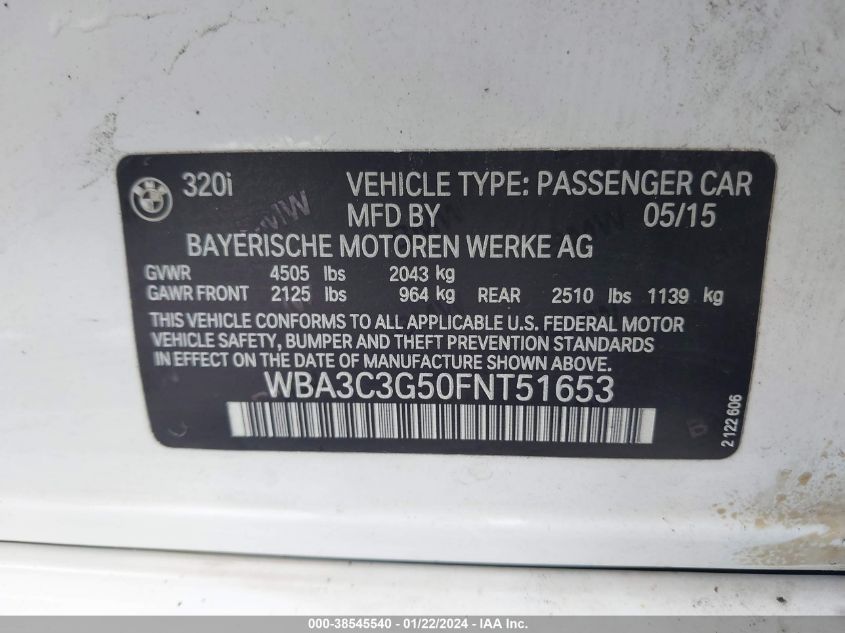 320i VEHICLE TYPE: PASSENGER CAR
MFD BY 05/15
BAYERISCHE MOTOREN WERKE AG
GVWR 4505 lbs 2043 kg
GAWR FRONT 2125 lbs 964 kg REAR 2510 lbs 1139 kg
THIS VEHICLE CONFORMS TO ALL APPLICABLE U.S. FEDERAL MOTOR
VEHICLE SAFETY, BUMPER AND THEFT PREVENTION STANDARDS
IN EFFECT ON THE DATE OF MANUFACTURE SHOWN ABOVE.
WBA3C3G50FNT51653
2 122 606
000-38545540 - 01/22/2024 - IAA Inc.